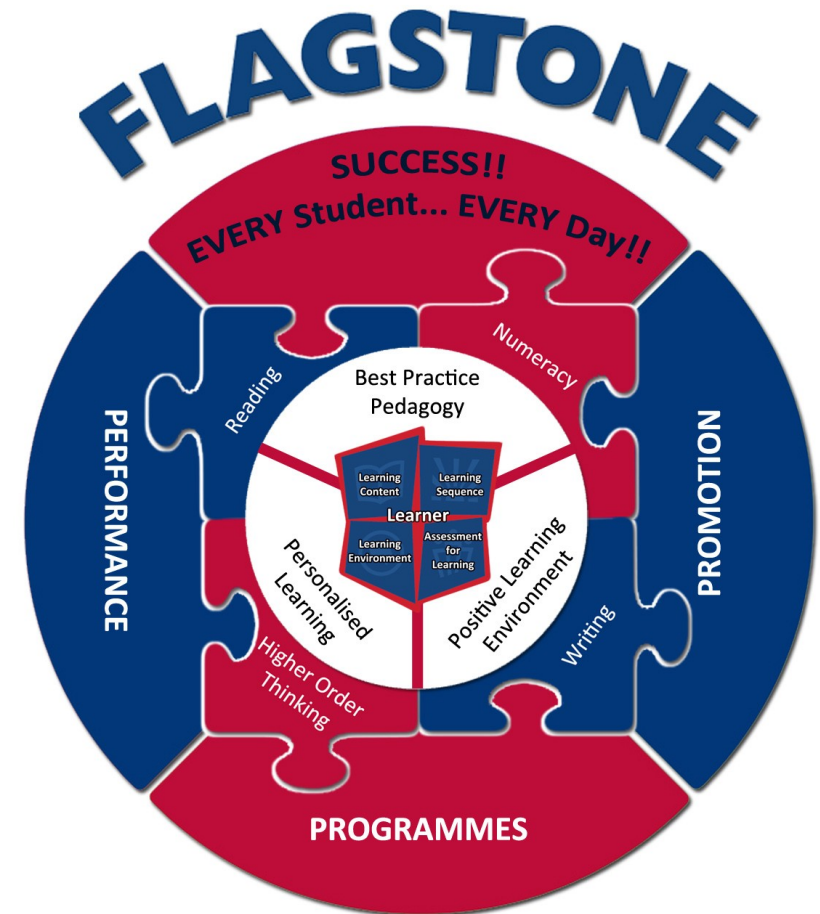 FLAGSTONE
SUCCESS!!
EVERY Student... EVERY Day!!
Numeracy
Reading
Best Practice
Pedagogy
PERFORMANCE
PROMOTION
Learning
Content
Learning
Sequence
Learner
Learning
Environment
Assessment
for
Learning
Personalised
Learning
Positive Learning
Environment
Writing
Higher Order
Thinking
PROGRAMMES